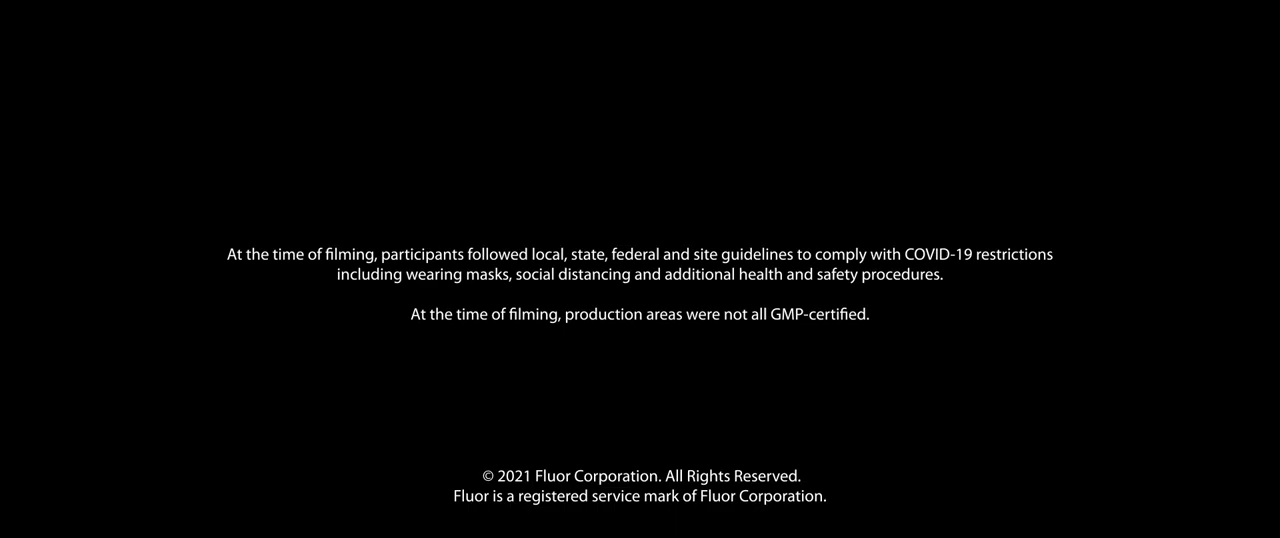 At the time of filming, participants followed local, state, federal and site guidelines to comply with COVID-19 restrictions
including wearing masks, social distancing and additional health and safety procedures.
At the time of filming, production areas were not all GMP-certified.
© 2021 Fluor Corporation. All Rights Reserved.
Fluor is a registered service mark of Fluor Corporation.